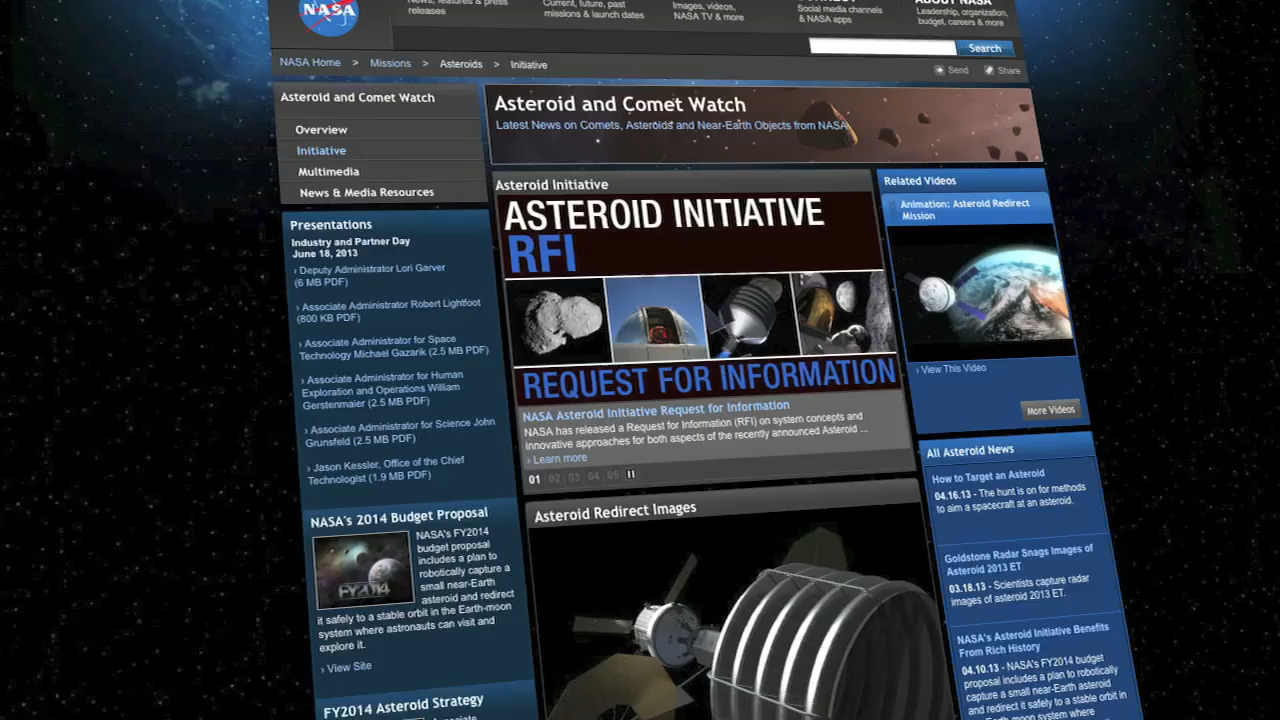 NASA
News, features & press
releases
Current, future, past
missions & launch dates
Images, videos,
NASA TV & more
Social media channels
& NASA apps
ABOUT NASA
Leadership, organization,
budget, careers & more
Search
NASA Home > Missions > Asteroids > Initiative
Send Share
Asteroid and Comet Watch
Overview
Initiative
Multimedia
News & Media Resources
Presentations
Industry and Partner Day
June 18, 2013
› Deputy Administrator Lori Garver
(6 MB PDF)
› Associate Administrator Robert Lightfoot
(800 KB PDF)
› Associate Administrator for Space
Technology Michael Gazarik (2.5 MB PDF)
› Associate Administrator for Human
Exploration and Operations William
Gerstenmaier (2.5 MB PDF)
› Associate Administrator for Science John
Grunsfeld (2.5 MB PDF)
› Jason Kessler, Office of the Chief
Technologist (1.9 MB PDF)
NASA's 2014 Budget Proposal
FY2014
NASA's FY2014
budget proposal
includes a plan to
robotically capture a
small near-Earth
asteroid and redirect
it safely to a stable orbit in the Earth-moon
system where astronauts can visit and
explore it.
› View Site
FY2014 Asteroid Strategy
Associate
Asteroid and Comet Watch
Latest News on Comets, Asteroids and Near-Earth Objects from NASA
Asteroid Initiative
ASTEROID INITIATIVE
RFI
REQUEST FOR INFORMATION
NASA Asteroid Initiative Request for Information
NASA has released a Request for Information (RFI) on system concepts and
innovative approaches for both aspects of the recently announced Asteroid ...
› Learn more
01 02 03 04 05
Asteroid Redirect Images
Related Videos
Animation: Asteroid Redirect
Mission
› View This Video
More Videos
All Asteroid News
How to Target an Asteroid
04.16.13 - The hunt is on for methods
to aim a spacecraft at an asteroid.
Goldstone Radar Snags Images of
Asteroid 2013 ET
03.18.13 - Scientists capture radar
images of asteroid 2013 ET.
NASA's Asteroid Initiative Benefits
From Rich History
04.10.13 - NASA's FY2014 budget
proposal includes a plan to robotically
capture a small near-Earth asteroid
and redirect it safely to a stable orbit in
the Earth-moon system where